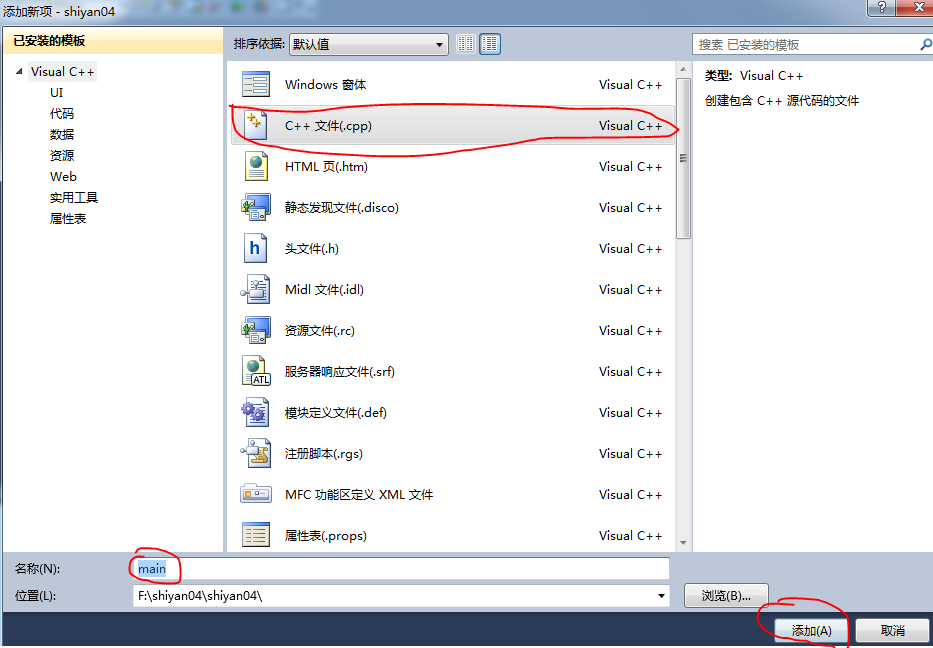 添加新项 - shiyan04
已安装的模板
Visual C++
UI
代码
数据
资源
Web
实用工具
属性表
排序依据: 默认值
Windows 窗体 Visual C++
C++ 文件(.cpp) Visual C++
HTML 页(.htm) Visual C++
静态发现文件(.disco) Visual C++
头文件(.h) Visual C++
h
Midl 文件(.idl) Visual C++
资源文件(.rc) Visual C++
服务器响应文件(.srf) Visual C++
ATL
模块定义文件(.def) Visual C++
注册脚本(.rgs) Visual C++
MFC 功能区定义 XML 文件 Visual C++
属性表(.props) Visual C++
搜索 已安装的模板
类型: Visual C++
创建包含 C++ 源代码的文件
名称(N): main
位置(L): F:\shiyan04\shiyan04\
浏览(B)...
添加(A) 取消